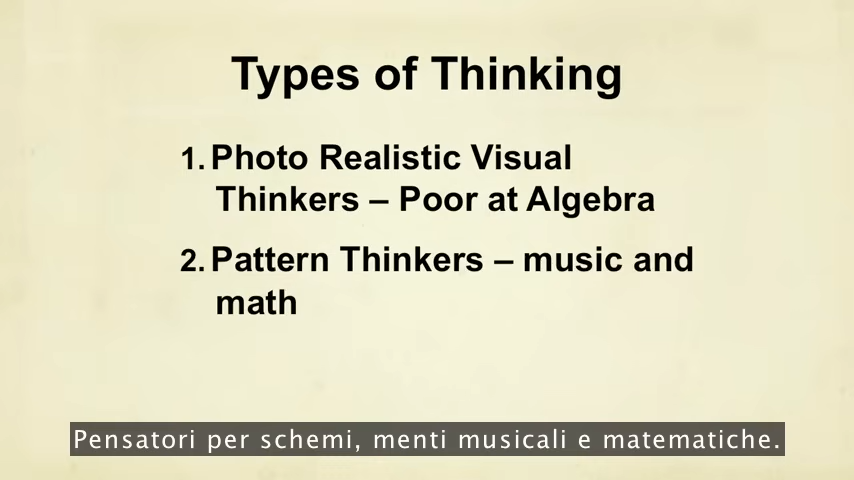 Types of Thinking
1. Photo Realistic Visual
Thinkers – Poor at Algebra
2. Pattern Thinkers – music and
math
Pensatori per schemi, menti musicali e matematiche.